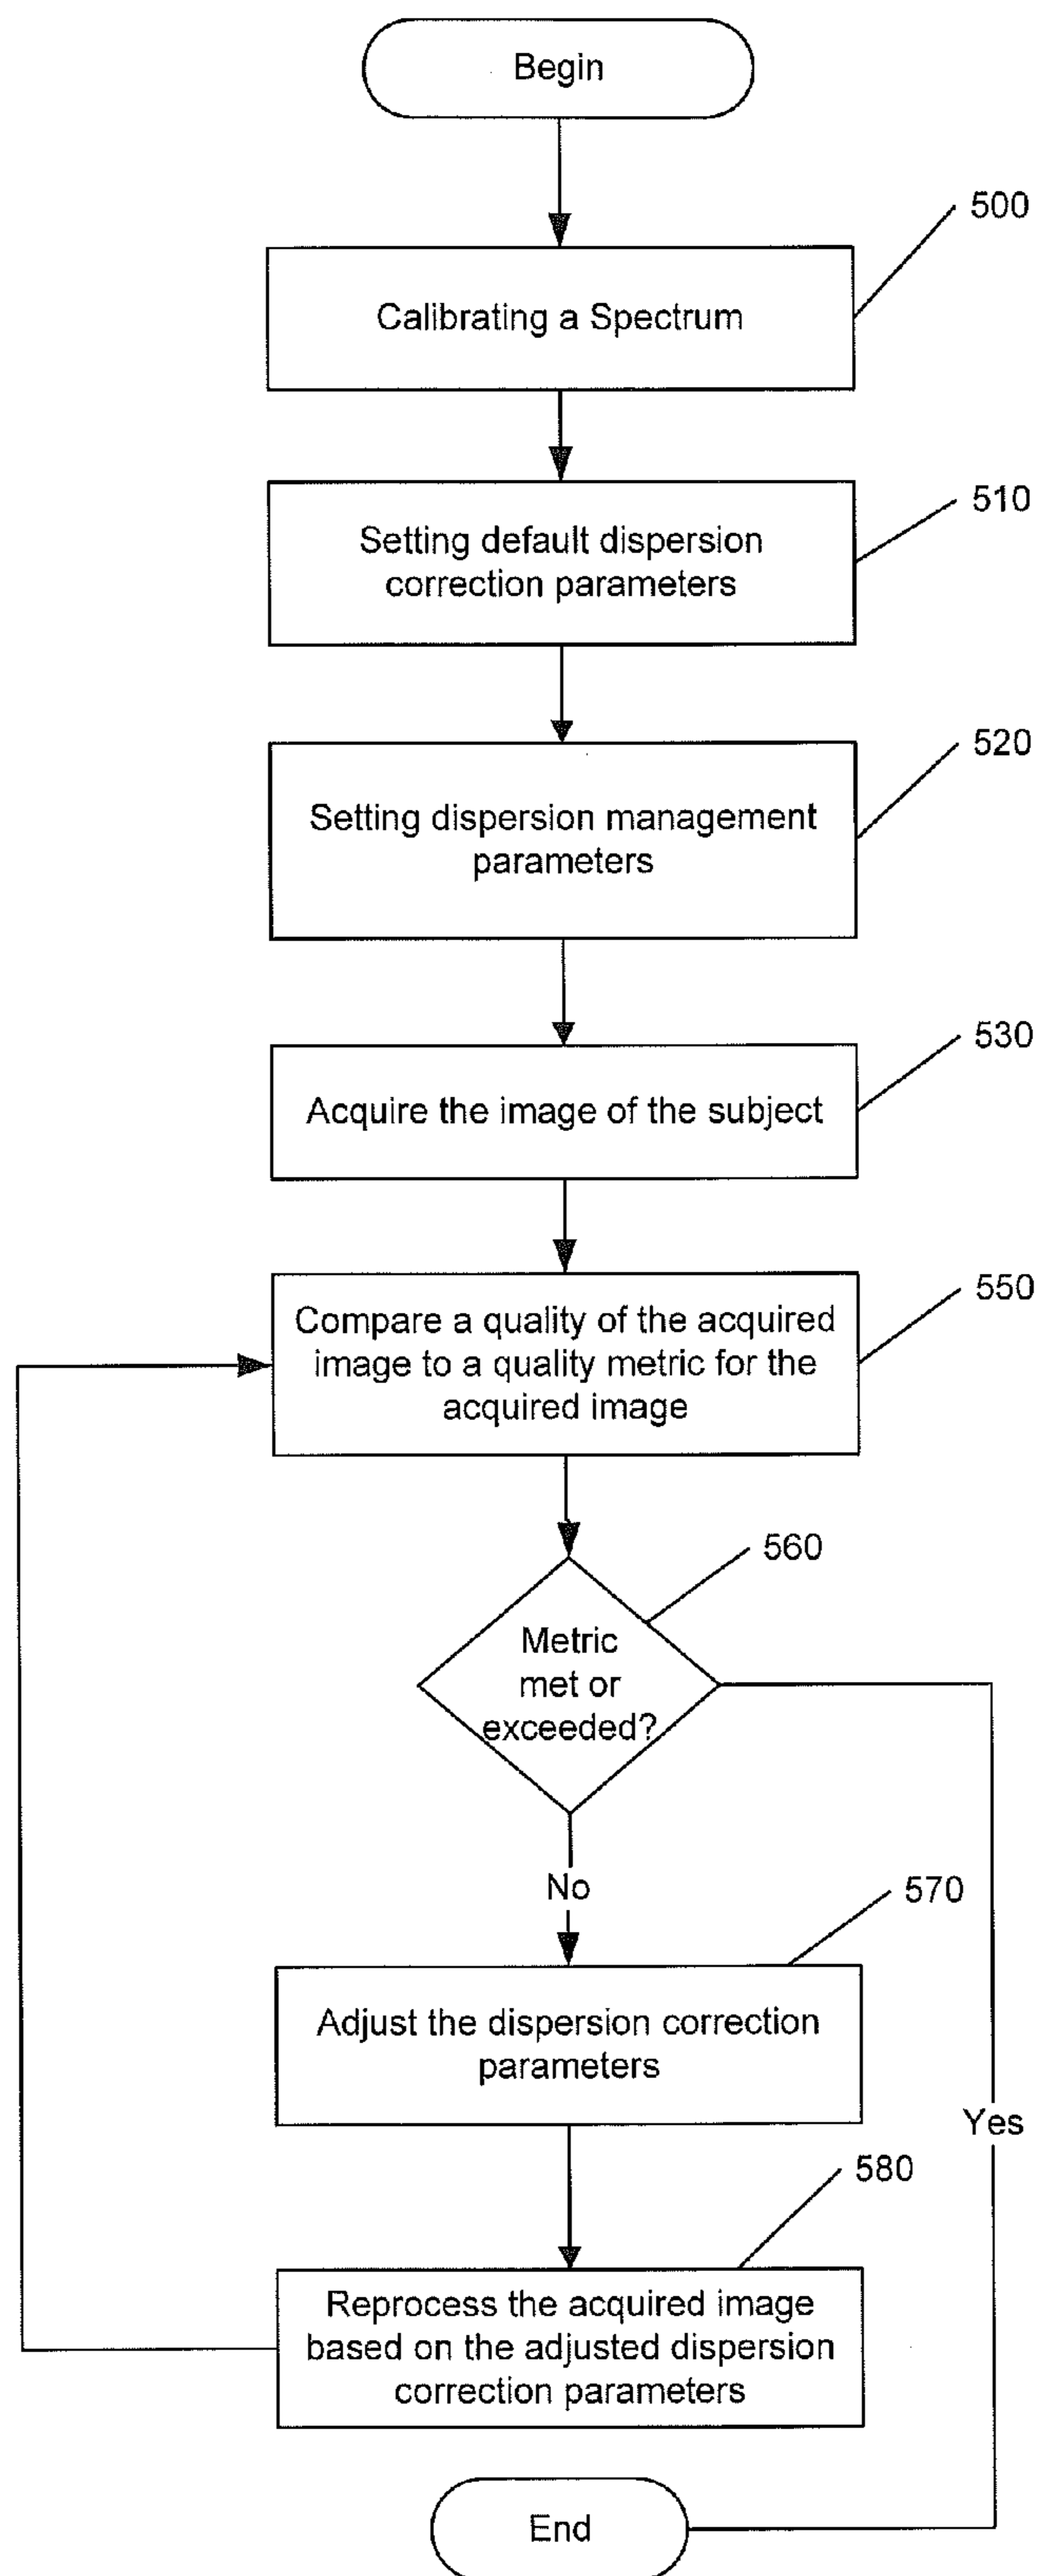 Begin
500
Calibrating a Spectrum
510
Setting default dispersion
correction parameters
520
Setting dispersion management
parameters
530
Acquire the image of the subject
550
Compare a quality of the acquired
image to a quality metric for the
acquired image
560
Metric
met or
exceeded?
No
570
Adjust the dispersion correction
parameters
Yes
580
Reprocess the acquired image
based on the adjusted dispersion
correction parameters
End